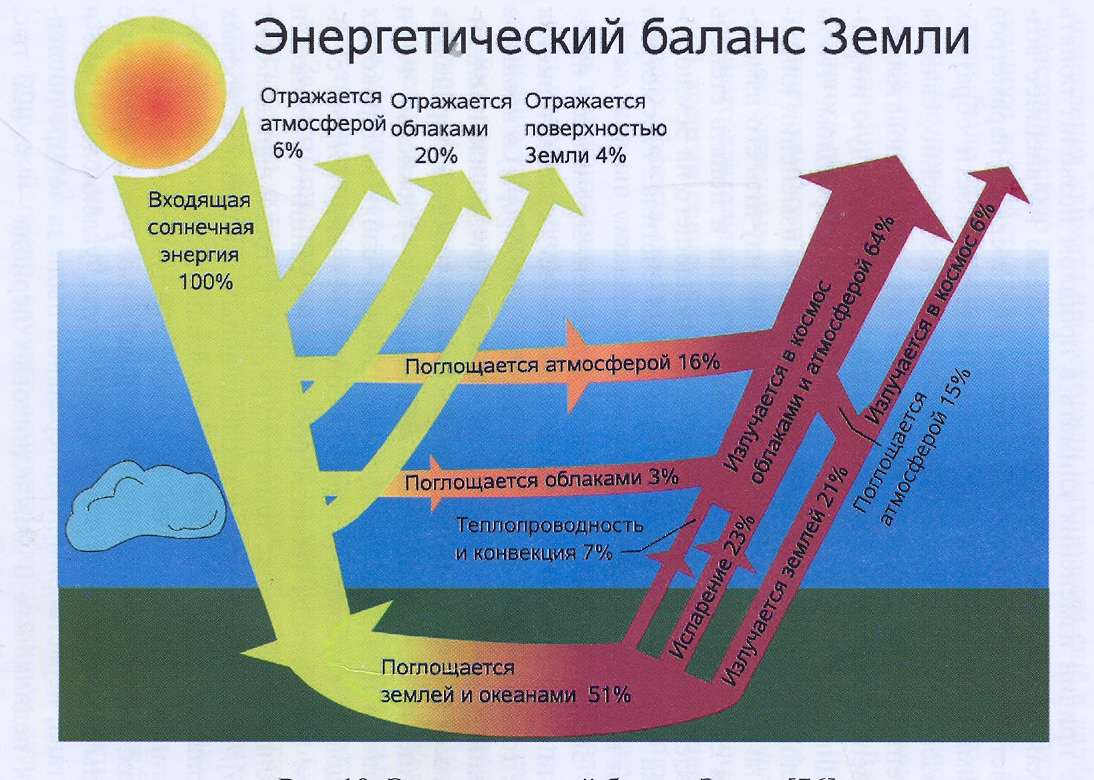 Энергетический баланс Земли
Отражается
атмосферой
6%
Отражается
облаками
20%
Отражается
поверхностью
Земли 4%
Входящая
солнечная
энергия
100%
Поглощается атмосферой 16%
Поглощается облаками 3%
Теплопроводность
и конвекция 7%
Испарение 23%
Излучается землей 21%
Излучается в космос
облаками и атмосферой 64%
Излучается в космос 6%
Поглощается
атмосферой 15%
Поглощается
землей и океанами 51%